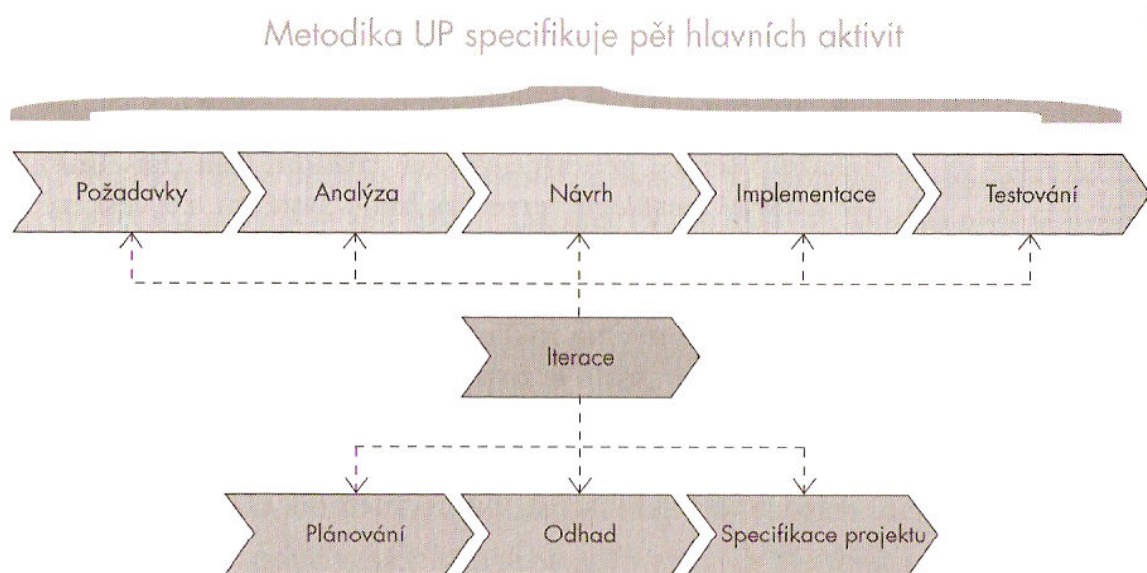 Metodika UP specifikuje pět hlavních aktivit
Požadavky
Analýza
Návrh
Implementace
Testování
Iterace
Plánování
Odhad
Specifikace projektu